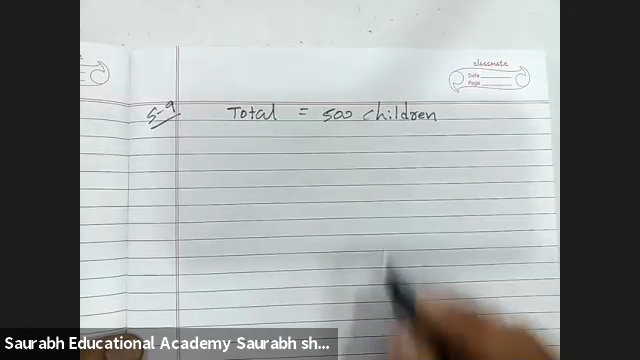 classmate
Date
Page
S-9 Total = 500 children
Saurabh Educational Academy Saurabh sh...